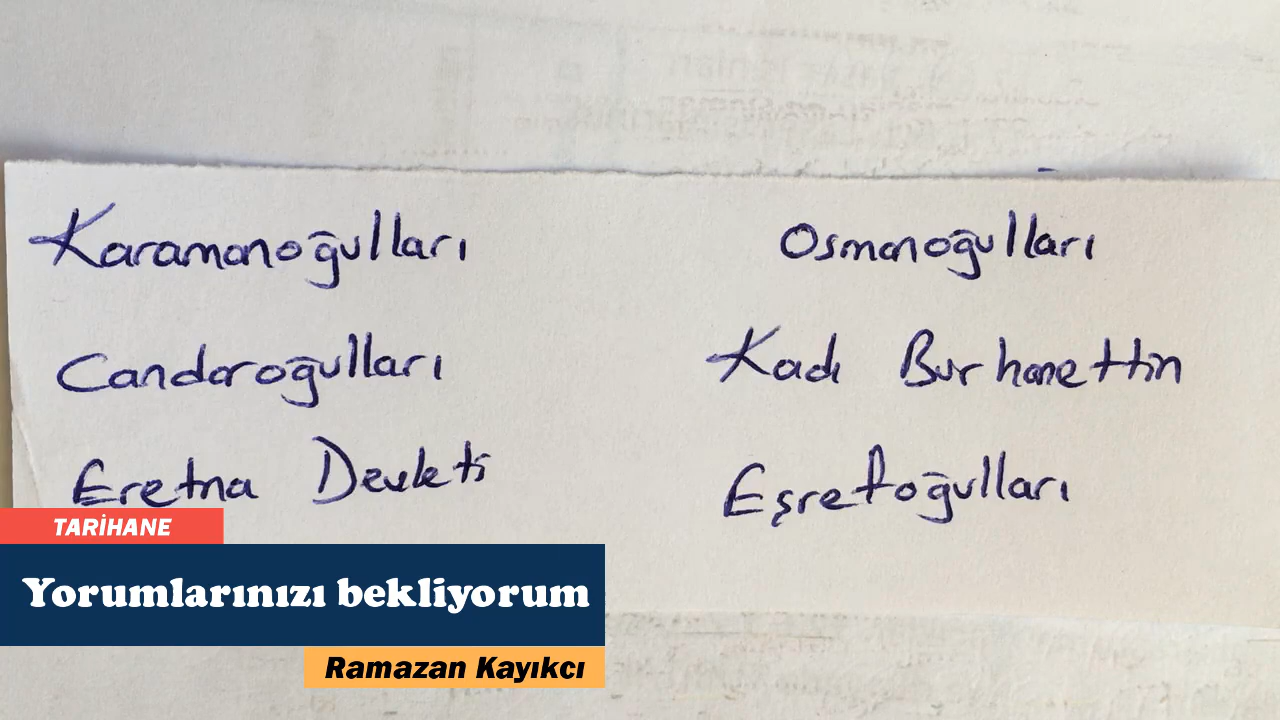 Karamanoğulları
Osmanoğulları
Candaroğulları
Kadı Burhanettin
Eretna Devleti
Eşrefoğulları
TARİHANE
Yorumlarınızı bekliyorum
Ramazan Kayıkcı